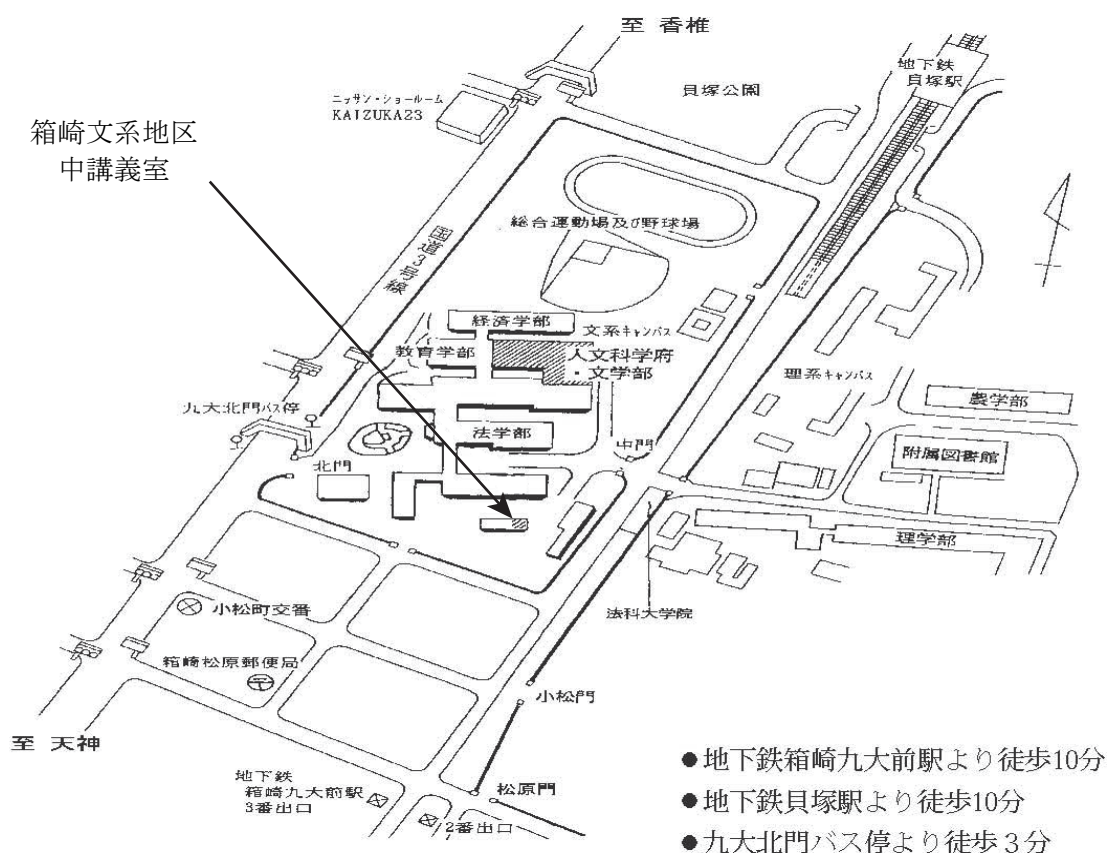 至 香椎
地下鉄
貝塚駅
貝塚公園
ニッサン・ショールーム
KAIZUKA23
箱崎文系地区
中講義室
総合運動場及び野球場
国道3号線
経済学部
文系キャンパス
教育学部
人文科学府
・文学部
理系キャンパス
農学部
九大北門バス停
法学部
中門
附属図書館
北門
理学部
小松町交番
法科大学院
箱崎松原郵便局
小松門
至 天神
地下鉄
箱崎九大前駅
3番出口
松原門
2番出口
●地下鉄箱崎九大前駅より徒歩10分
●地下鉄貝塚駅より徒歩10分
●九大北門バス停より徒歩３分